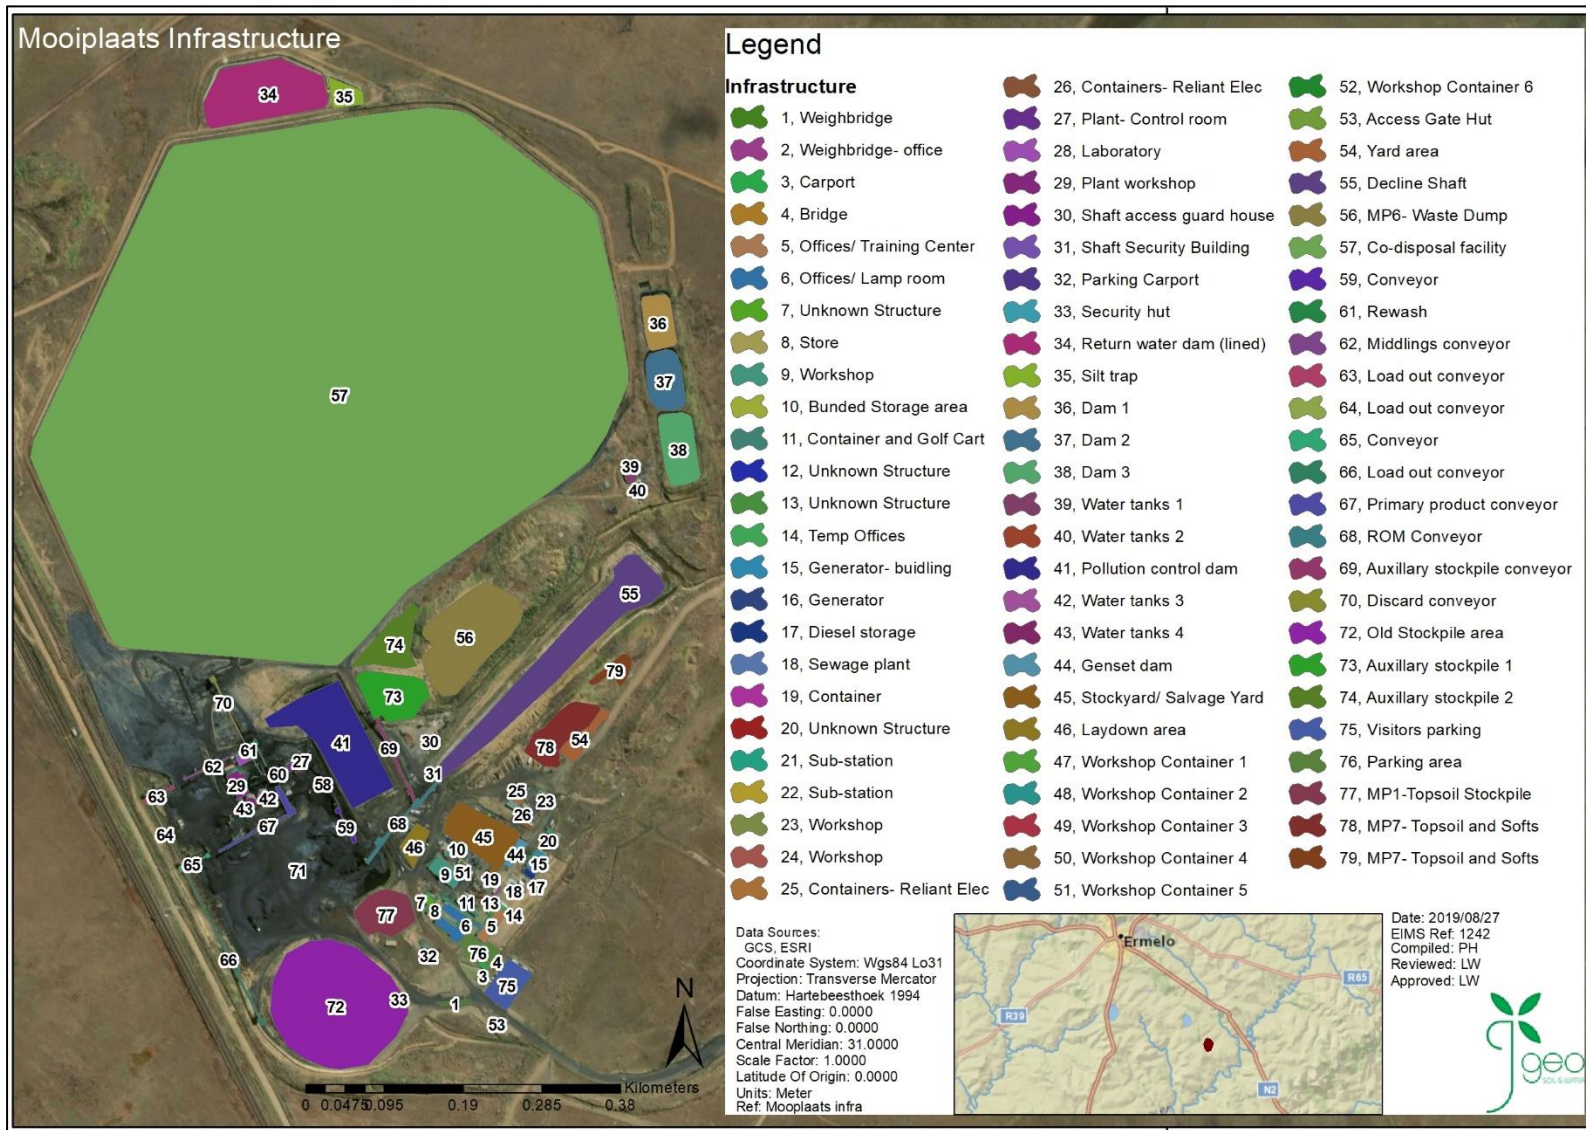 Mooiplaats Infrastructure
Legend
Infrastructure
1, Weighbridge
2, Weighbridge- office
3, Carport
4, Bridge
5, Offices/ Training Center
6, Offices/ Lamp room
7, Unknown Structure
8, Store
9, Workshop
10, Bunded Storage area
11, Container and Golf Cart
12, Unknown Structure
13, Unknown Structure
14, Temp Offices
15, Generator- buidling
16, Generator
17, Diesel storage
18, Sewage plant
19, Container
20, Unknown Structure
21, Sub-station
22, Sub-station
23, Workshop
24, Workshop
25, Containers- Reliant Elec
26, Containers- Reliant Elec
27, Plant- Control room
28, Laboratory
29, Plant workshop
30, Shaft access guard house
31, Shaft Security Building
32, Parking Carport
33, Security hut
34, Return water dam (lined)
35, Silt trap
36, Dam 1
37, Dam 2
38, Dam 3
39, Water tanks 1
40, Water tanks 2
41, Pollution control dam
42, Water tanks 3
43, Water tanks 4
44, Genset dam
45, Stockyard/ Salvage Yard
46, Laydown area
47, Workshop Container 1
48, Workshop Container 2
49, Workshop Container 3
50, Workshop Container 4
51, Workshop Container 5
52, Workshop Container 6
53, Access Gate Hut
54, Yard area
55, Decline Shaft
56, MP6- Waste Dump
57, Co-disposal facility
59, Conveyor
61, Rewash
62, Middlings conveyor
63, Load out conveyor
64, Load out conveyor
65, Conveyor
66, Load out conveyor
67, Primary product conveyor
68, ROM Conveyor
69, Auxillary stockpile conveyor
70, Discard conveyor
72, Old Stockpile area
73, Auxillary stockpile 1
74, Auxillary stockpile 2
75, Visitors parking
76, Parking area
77, MP1-Topsoil Stockpile
78, MP7- Topsoil and Softs
79, MP7- Topsoil and Softs
34
35
36
57
37
38
39
40
55
74
56
79
73
70
78
54
41
69
30
61
62
27
60
58
31
29
63
43
42
25
23
26
59
68
64
67
45
20
46
10
44
65
15
9
51
71
19
18
17
7
11
13
77
8
14
6
5
32
76
4
66
3
75
72
33
1
53
N
Kilometers
0 0.0475 0.095 0.19 0.285 0.38
Data Sources:
GCS, ESRI
Coordinate System: Wgs84 Lo31
Projection: Transverse Mercator
Datum: Hartebeesthoek 1994
False Easting: 0.0000
False Northing: 0.0000
Central Meridian: 31.0000
Scale Factor: 1.0000
Latitude Of Origin: 0.0000
Units: Meter
Ref: Mooplaats infra
Ermelo
R65
R39
N2
Date: 2019/08/27
EIMS Ref: 1242
Compiled: PH
Reviewed: LW
Approved: LW
geo
SOIL & WATER